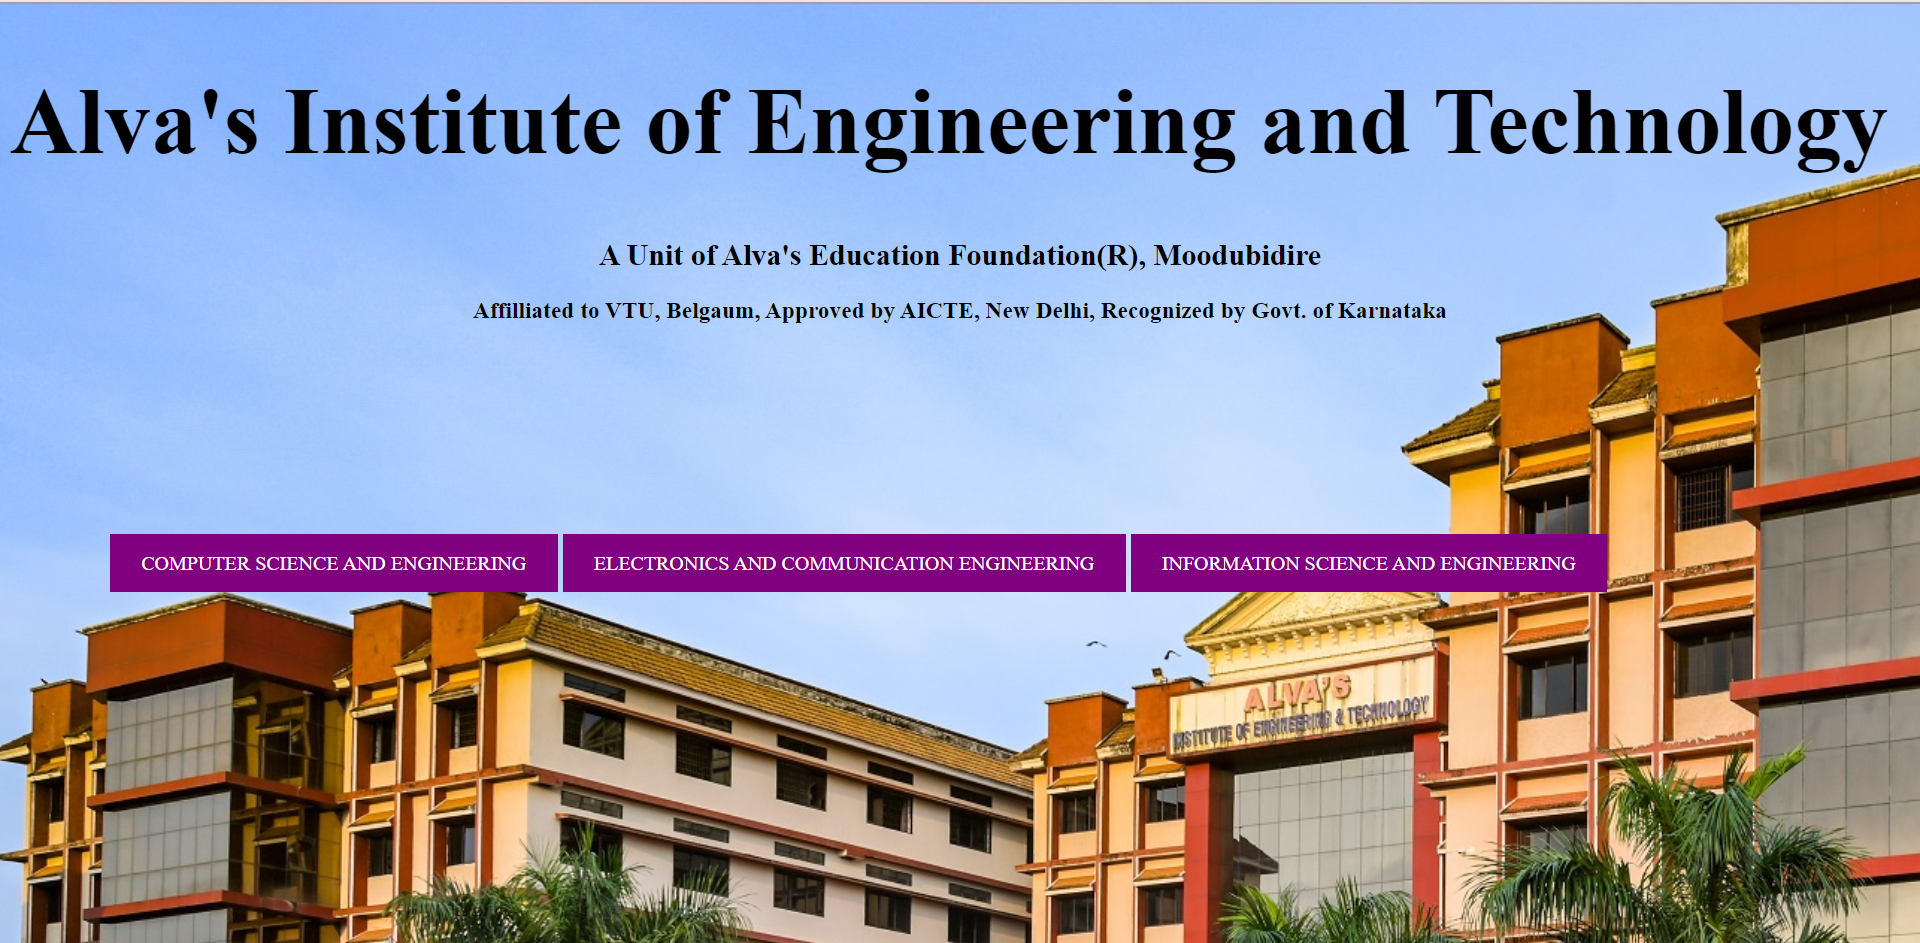 Alva's Institute of Engineering and Technology
A Unit of Alva's Education Foundation(R), Moodubidire
Affilliated to VTU, Belgaum, Approved by AICTE, New Delhi, Recognized by Govt. of Karnataka
COMPUTER SCIENCE AND ENGINEERING
ELECTRONICS AND COMMUNICATION ENGINEERING
INFORMATION SCIENCE AND ENGINEERING
ALVA'S
INSTITUTE OF ENGINEERING & TECHNOLOGY